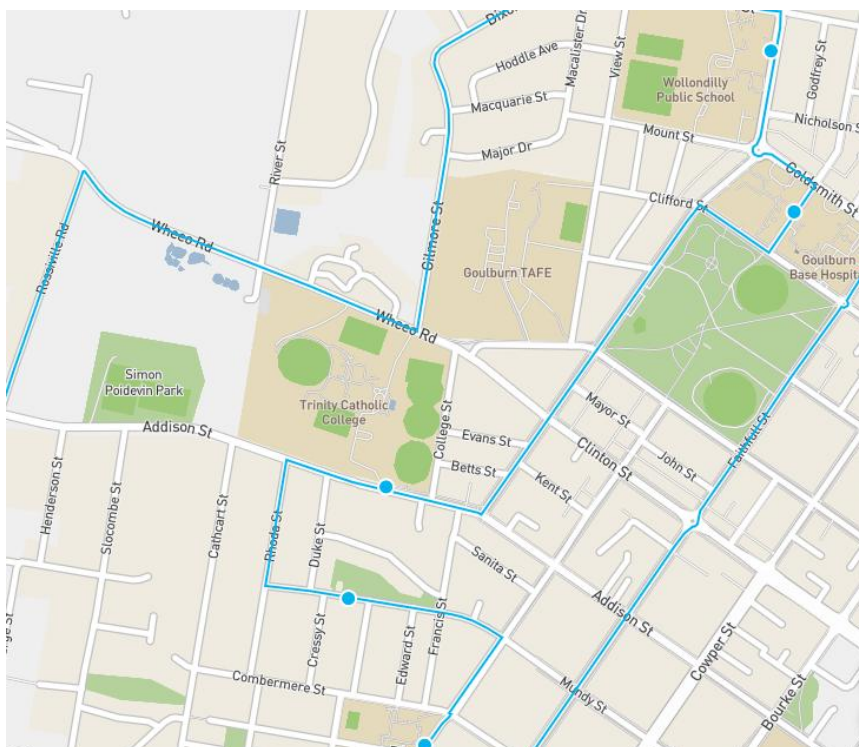 Dixon
Hoddle Ave
Macalister Dr
View St
St
Godfrey St
Wollondilly
Public School
Macquarie St
Nicholson S
Mount St
River St
Major Dr
Goldsmith St
Clifford St
Wheeo Rd
Rossiville Rd
Gilmore St
Goulburn TAFE
Goulburn
Base Hospita
Wheeo Rd
Simon
Poidevin Park
Trinity Catholic
College
College St
Mayor St
Faithfull St
Addison St
Evans St
Clinton St
John St
Betts St
Kent St
Henderson St
Slocombe St
Cathcart St
Rhoda St
Duke St
Sanita St
Addison St
Cressy St
Edward St
Francis St
Cowper St
Combermere St
Mundy St
Bourke St